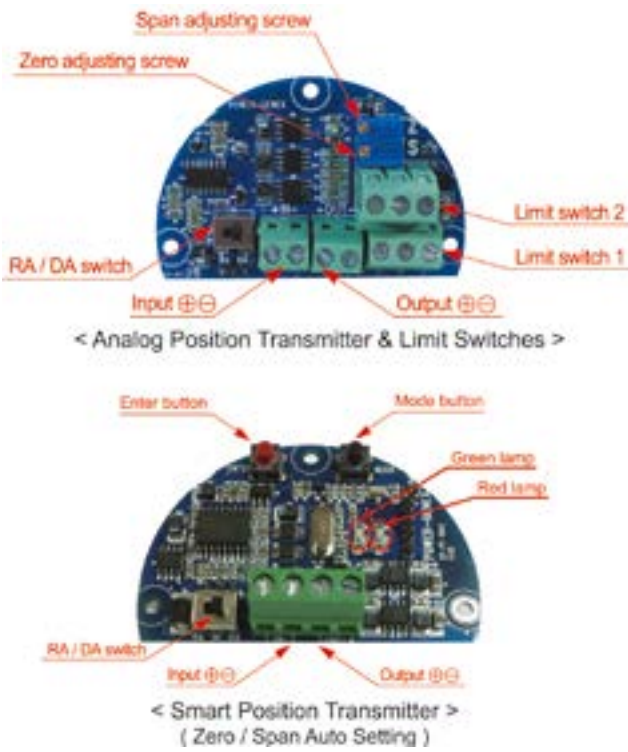 Span adjusting screw
Zero adjusting screw
Limit switch 2
Limit switch 1
RA / DA switch
Input ⊕⊖
Output ⊕⊖
< Analog Position Transmitter & Limit Switches >
Enter button
Mode button
Green lamp
Red lamp
RA / DA switch
Input ⊕⊖
Output ⊕⊖
< Smart Position Transmitter >
( Zero / Span Auto Setting )